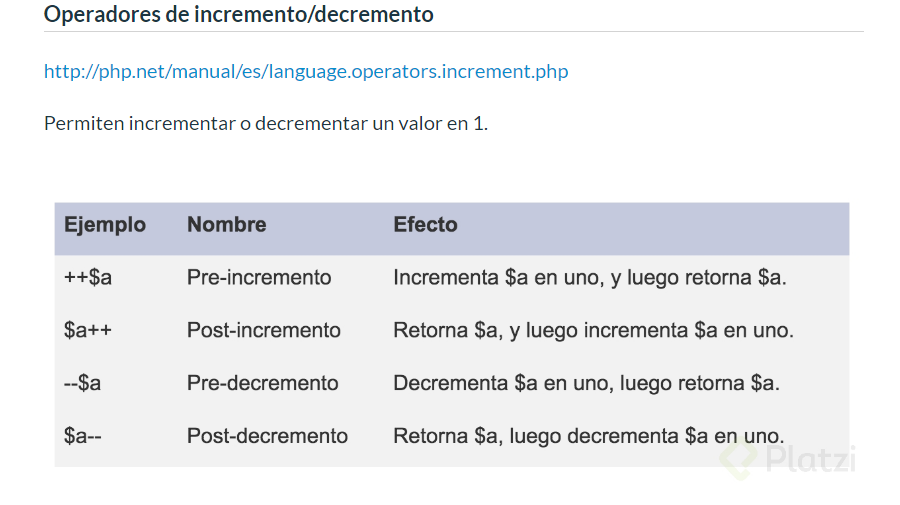 Operadores de incremento/decremento
http://php.net/manual/es/language.operators.increment.php
Permiten incrementar o decrementar un valor en 1.
Ejemplo Nombre Efecto
++$a Pre-incremento Incrementa $a en uno, y luego retorna $a.
$a++ Post-incremento Retorna $a, y luego incrementa $a en uno.
--$a Pre-decremento Decrementa $a en uno, luego retorna $a.
$a-- Post-decremento Retorna $a, luego decrementa $a en uno.
Platzi